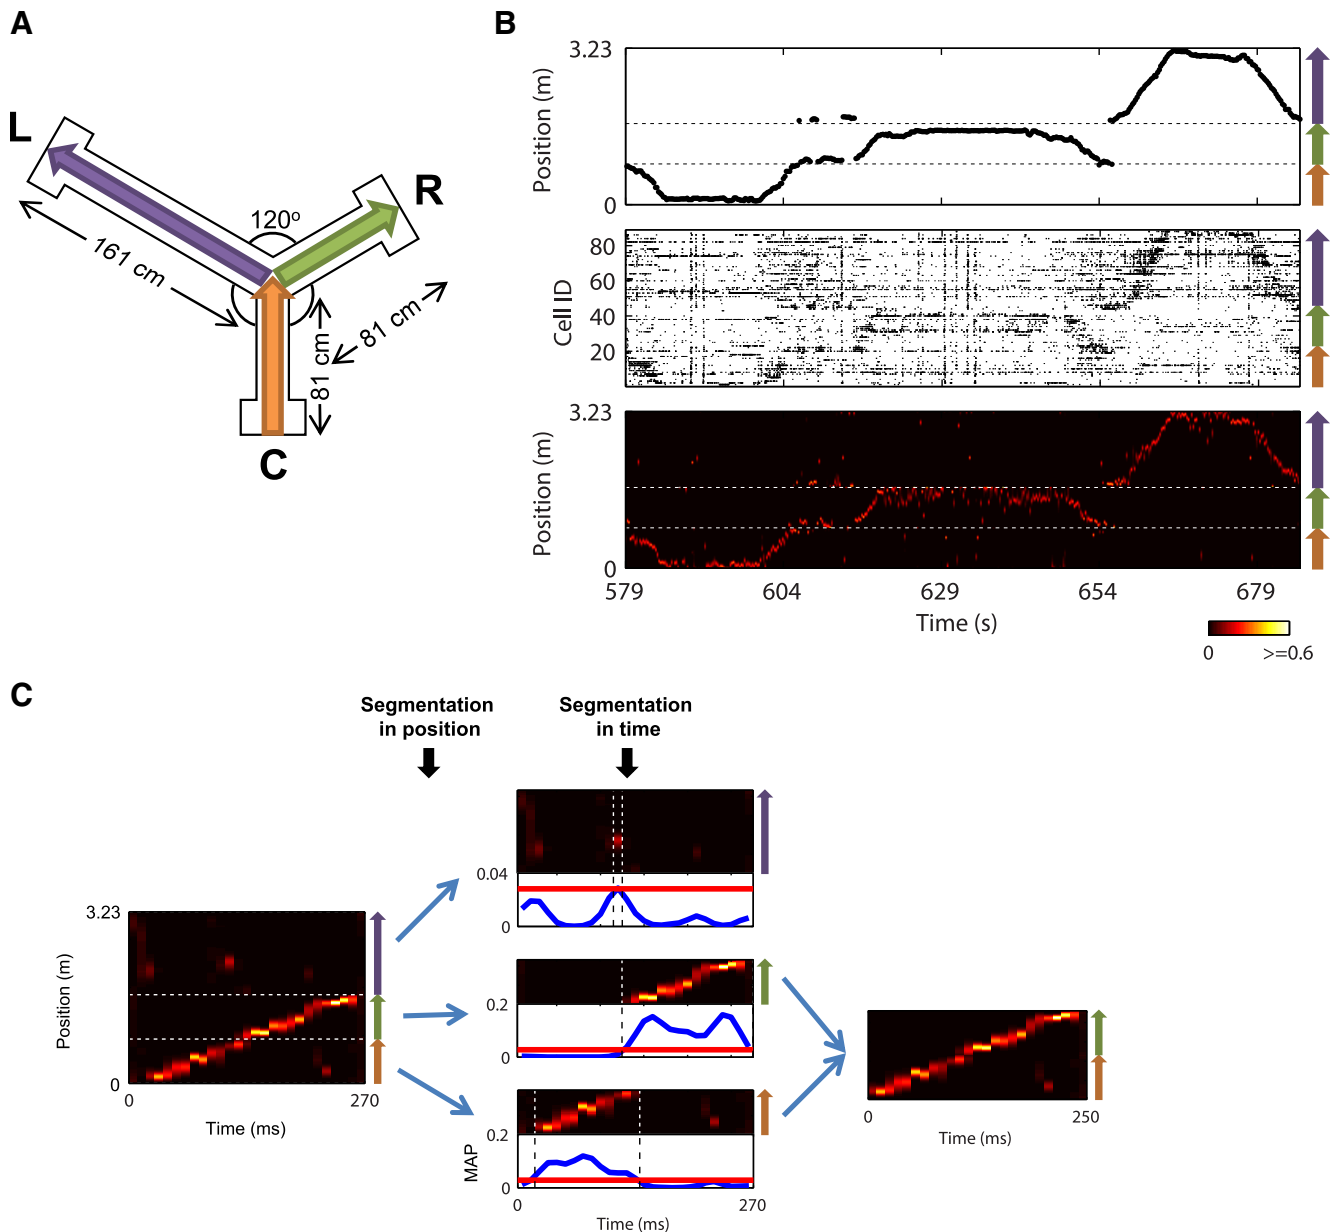 A
L
R
120°
161 cm
81 cm
81 cm
C
B
3.23
Position (m)
0
80
60
40
20
Cell ID
3.23
Position (m)
0
579
604
629
654
679
Time (s)
0
>=0.6
C
Segmentation
in position
Segmentation
in time
3.23
Position (m)
0
0
270
Time (ms)
0.04
0
0.2
0
0.2
MAP
0
0
270
Time (ms)
0
250
Time (ms)